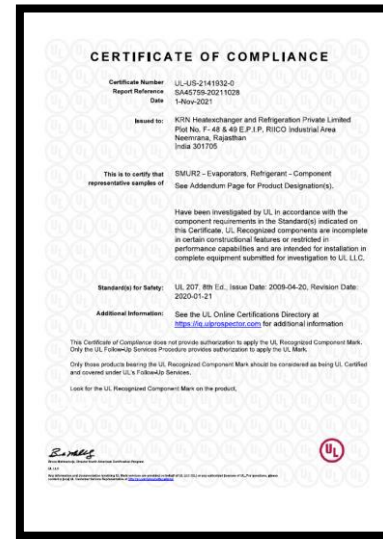 CERTIFICATE OF COMPLIANCE
Certificate Number UL-US-2141932-0
Report Reference SA45759-20211028
Date 1-Nov-2021
Issued to: KRN Heatexchanger and Refrigeration Private Limited
Plot No. F- 48 & 49 E.P.I.P. RIICO Industrial Area
Neemrana, Rajasthan
India 301705
This is to certify that representative samples of
SMUR2 - Evaporators, Refrigerant - Component
See Addendum Page for Product Designation(s).
Have been investigated by UL in accordance with the
component requirements in the Standard(s) indicated on
this Certificate. UL Recognized components are incomplete
in certain constructional features or restricted in
performance capabilities and are intended for installation in
complete equipment submitted for investigation to UL LLC.
Standard(s) for Safety: UL 207, 8th Ed., Issue Date: 2009-04-20, Revision Date:
2020-01-21
Additional Information: See the UL Online Certifications Directory at
https://iq.ulprospector.com for additional information
This Certificate of Compliance does not provide authorization to apply the UL Recognized Component Mark.
Only the UL Follow-Up Services Procedure provides authorization to apply the UL Mark.
Only those products bearing the UL Recognized Component Mark should be considered as being UL Certified
and covered under UL's Follow-Up Services.
Look for the UL Recognized Component Mark on the product.
UL